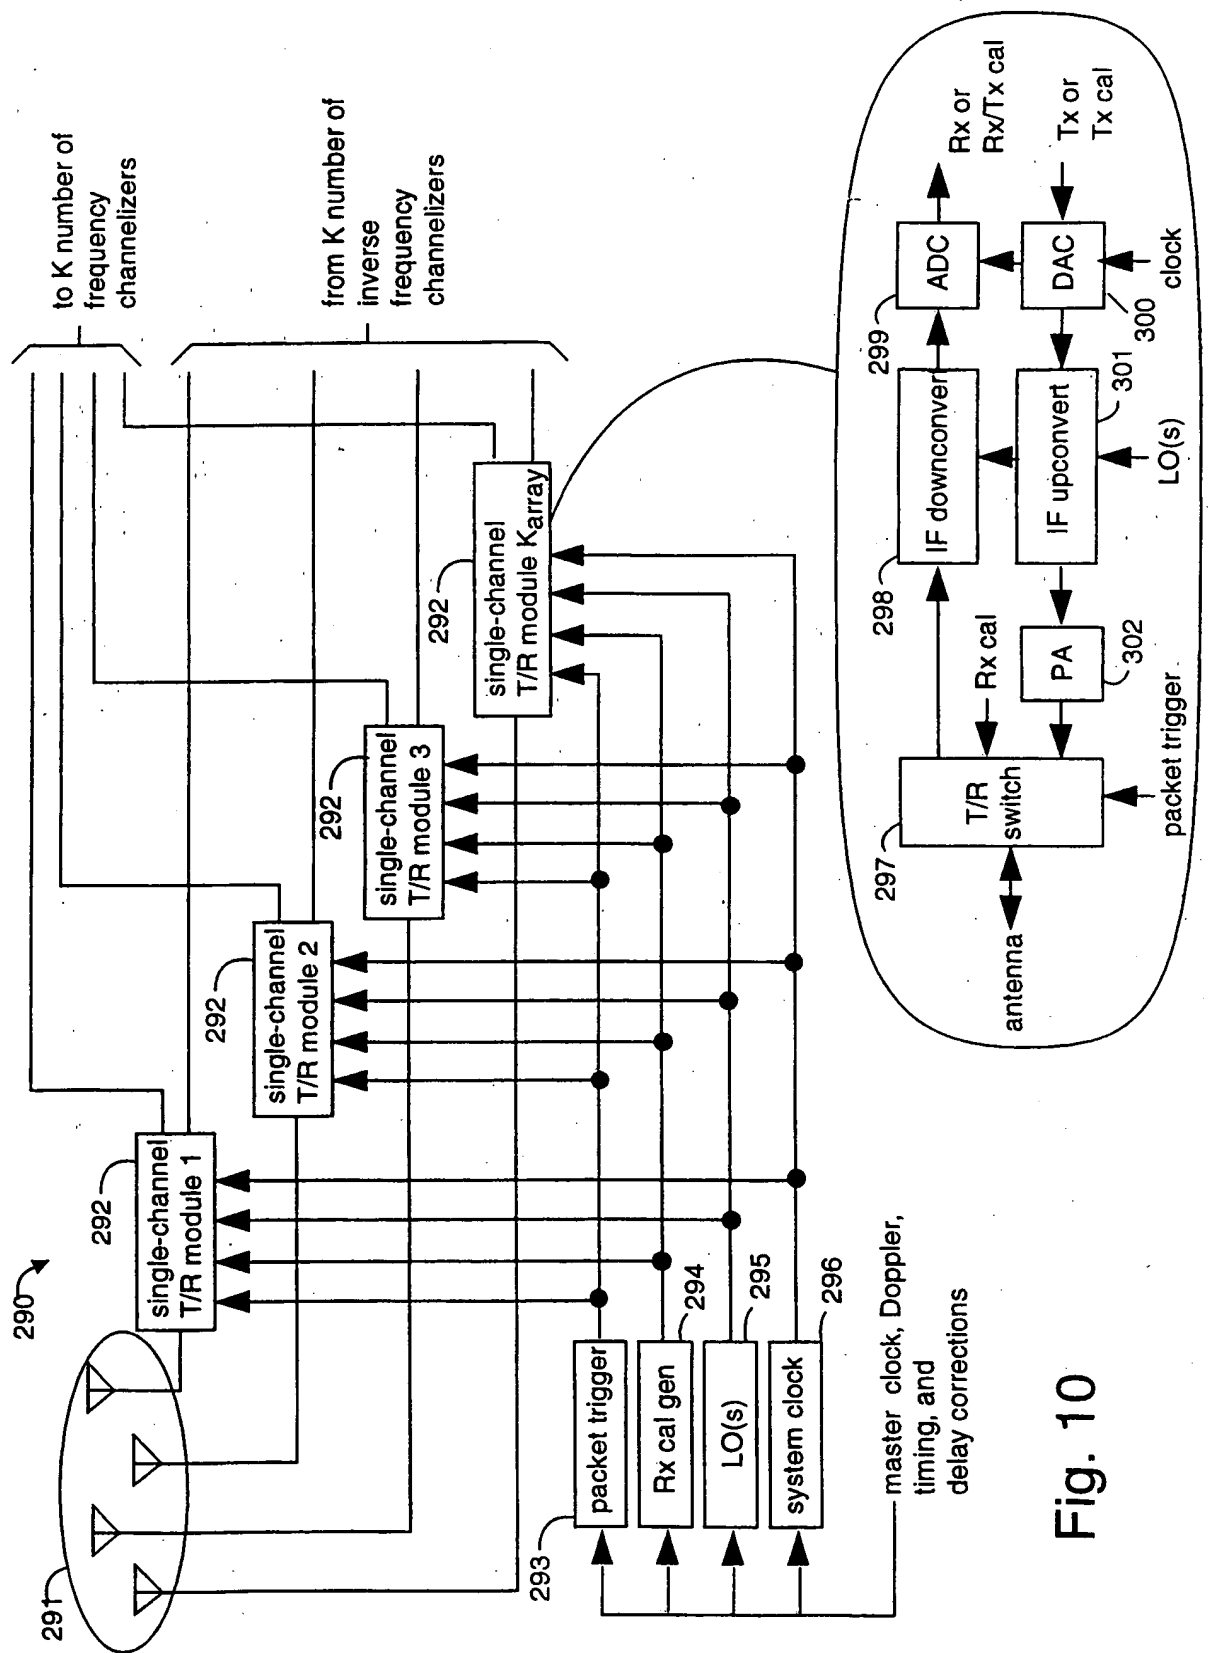 290
291
292
single-channel
T/R module 1
292
single-channel
T/R module 2
292
single-channel
T/R module 3
292
single-channel
T/R module Karray
to K number of
frequency
channelizers
from K number of
inverse
frequency
channelizers
293
packet trigger
Rx cal gen
294
LO(s)
295
system clock
296
master clock, Doppler,
timing, and
delay corrections
antenna
297
T/R
switch
packet trigger
Rx cal
PA
302
298
IF downconvert
IF upconvert
301
LO(s)
299
ADC
DAC
300
clock
Rx or
Rx/Tx cal
Tx or
Tx cal
Fig. 10